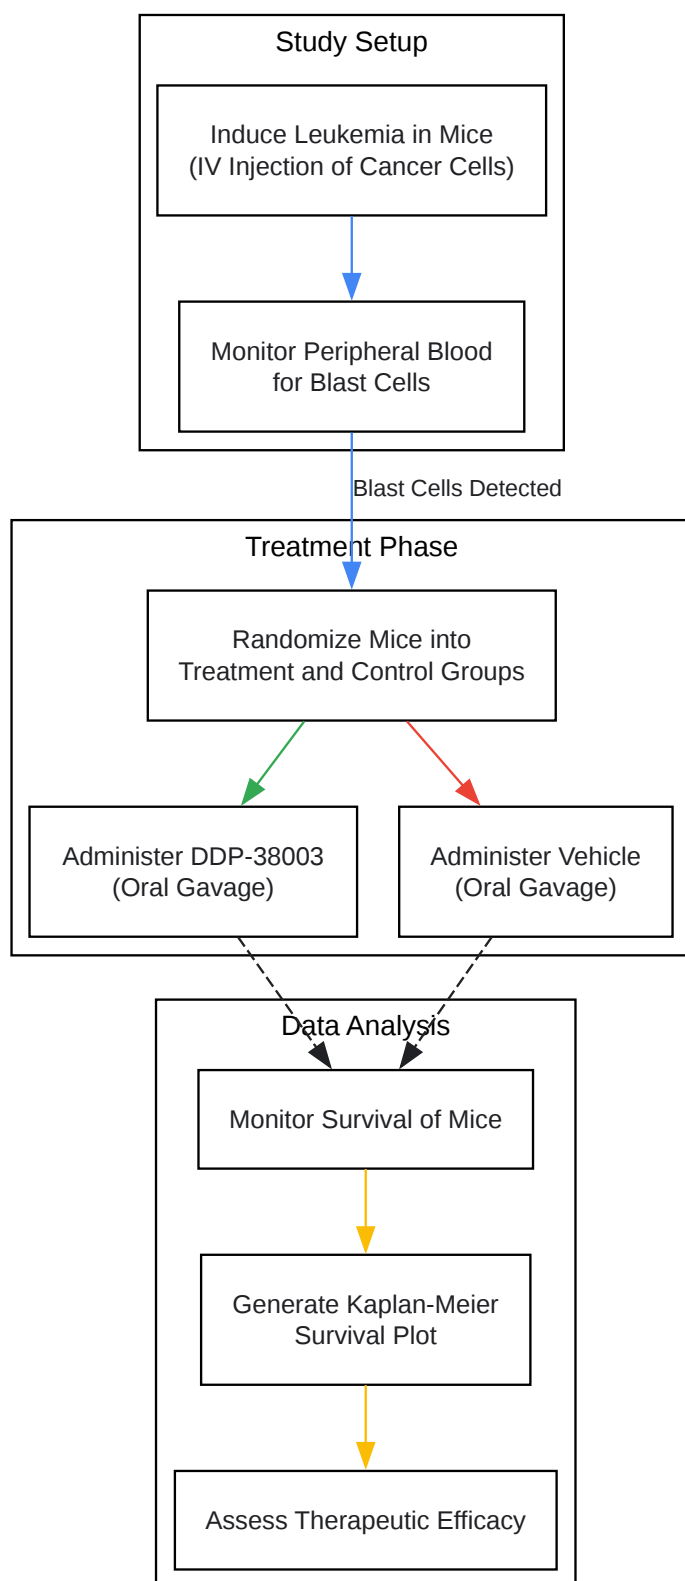 Study Setup
Induce Leukemia in Mice
(IV Injection of Cancer Cells)
Monitor Peripheral Blood
for Blast Cells
Blast Cells Detected
Treatment Phase
Randomize Mice into
Treatment and Control Groups
Administer DDP-38003
(Oral Gavage)
Administer Vehicle
(Oral Gavage)
Data Analysis
Monitor Survival of Mice
Generate Kaplan-Meier
Survival Plot
Assess Therapeutic Efficacy